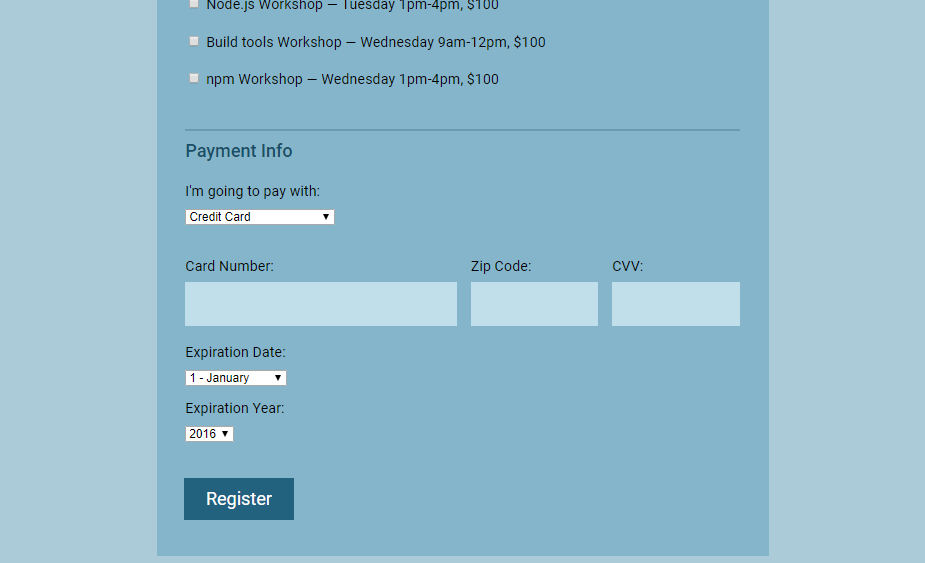 Node.js Workshop — Tuesday 1pm-4pm, $100
Build tools Workshop — Wednesday 9am-12pm, $100
npm Workshop — Wednesday 1pm-4pm, $100
Payment Info
I'm going to pay with:
Credit Card
Card Number: Zip Code: CVV:
Expiration Date:
1 - January
Expiration Year:
2016
Register